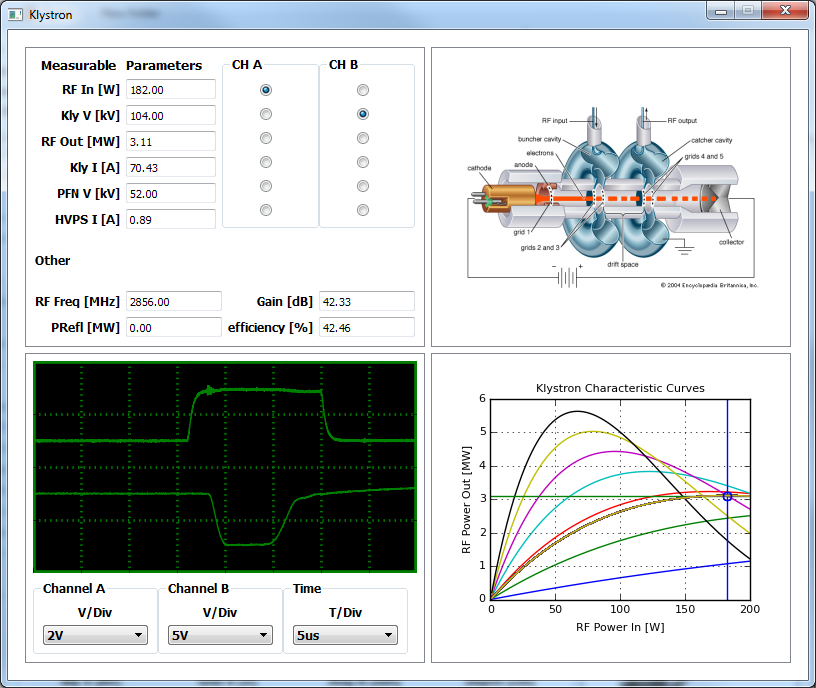 Klystron
Measurable Parameters
CH A
CH B
RF In [W] 182.00
Kly V [kV] 104.00
RF Out [MW] 3.11
Kly I [A] 70.43
PFN V [kV] 52.00
HVPS I [A] 0.89
Other
RF Freq [MHz] 2856.00 Gain [dB] 42.33
PRefl [MW] 0.00 efficiency [%] 42.46
RF input
RF output
buncher cavity
catcher cavity
electrons
grids 4 and 5
anode
cathode
grid 1
grids 2 and 3
collector
drift space
− +
© 2004 Encyclopædia Britannica, Inc.
Channel A
V/Div
2V
Channel B
V/Div
5V
Time
T/Div
5us
Klystron Characteristic Curves
RF Power Out [MW]
6
5
4
3
2
1
0
0 50 100 150 200
RF Power In [W]